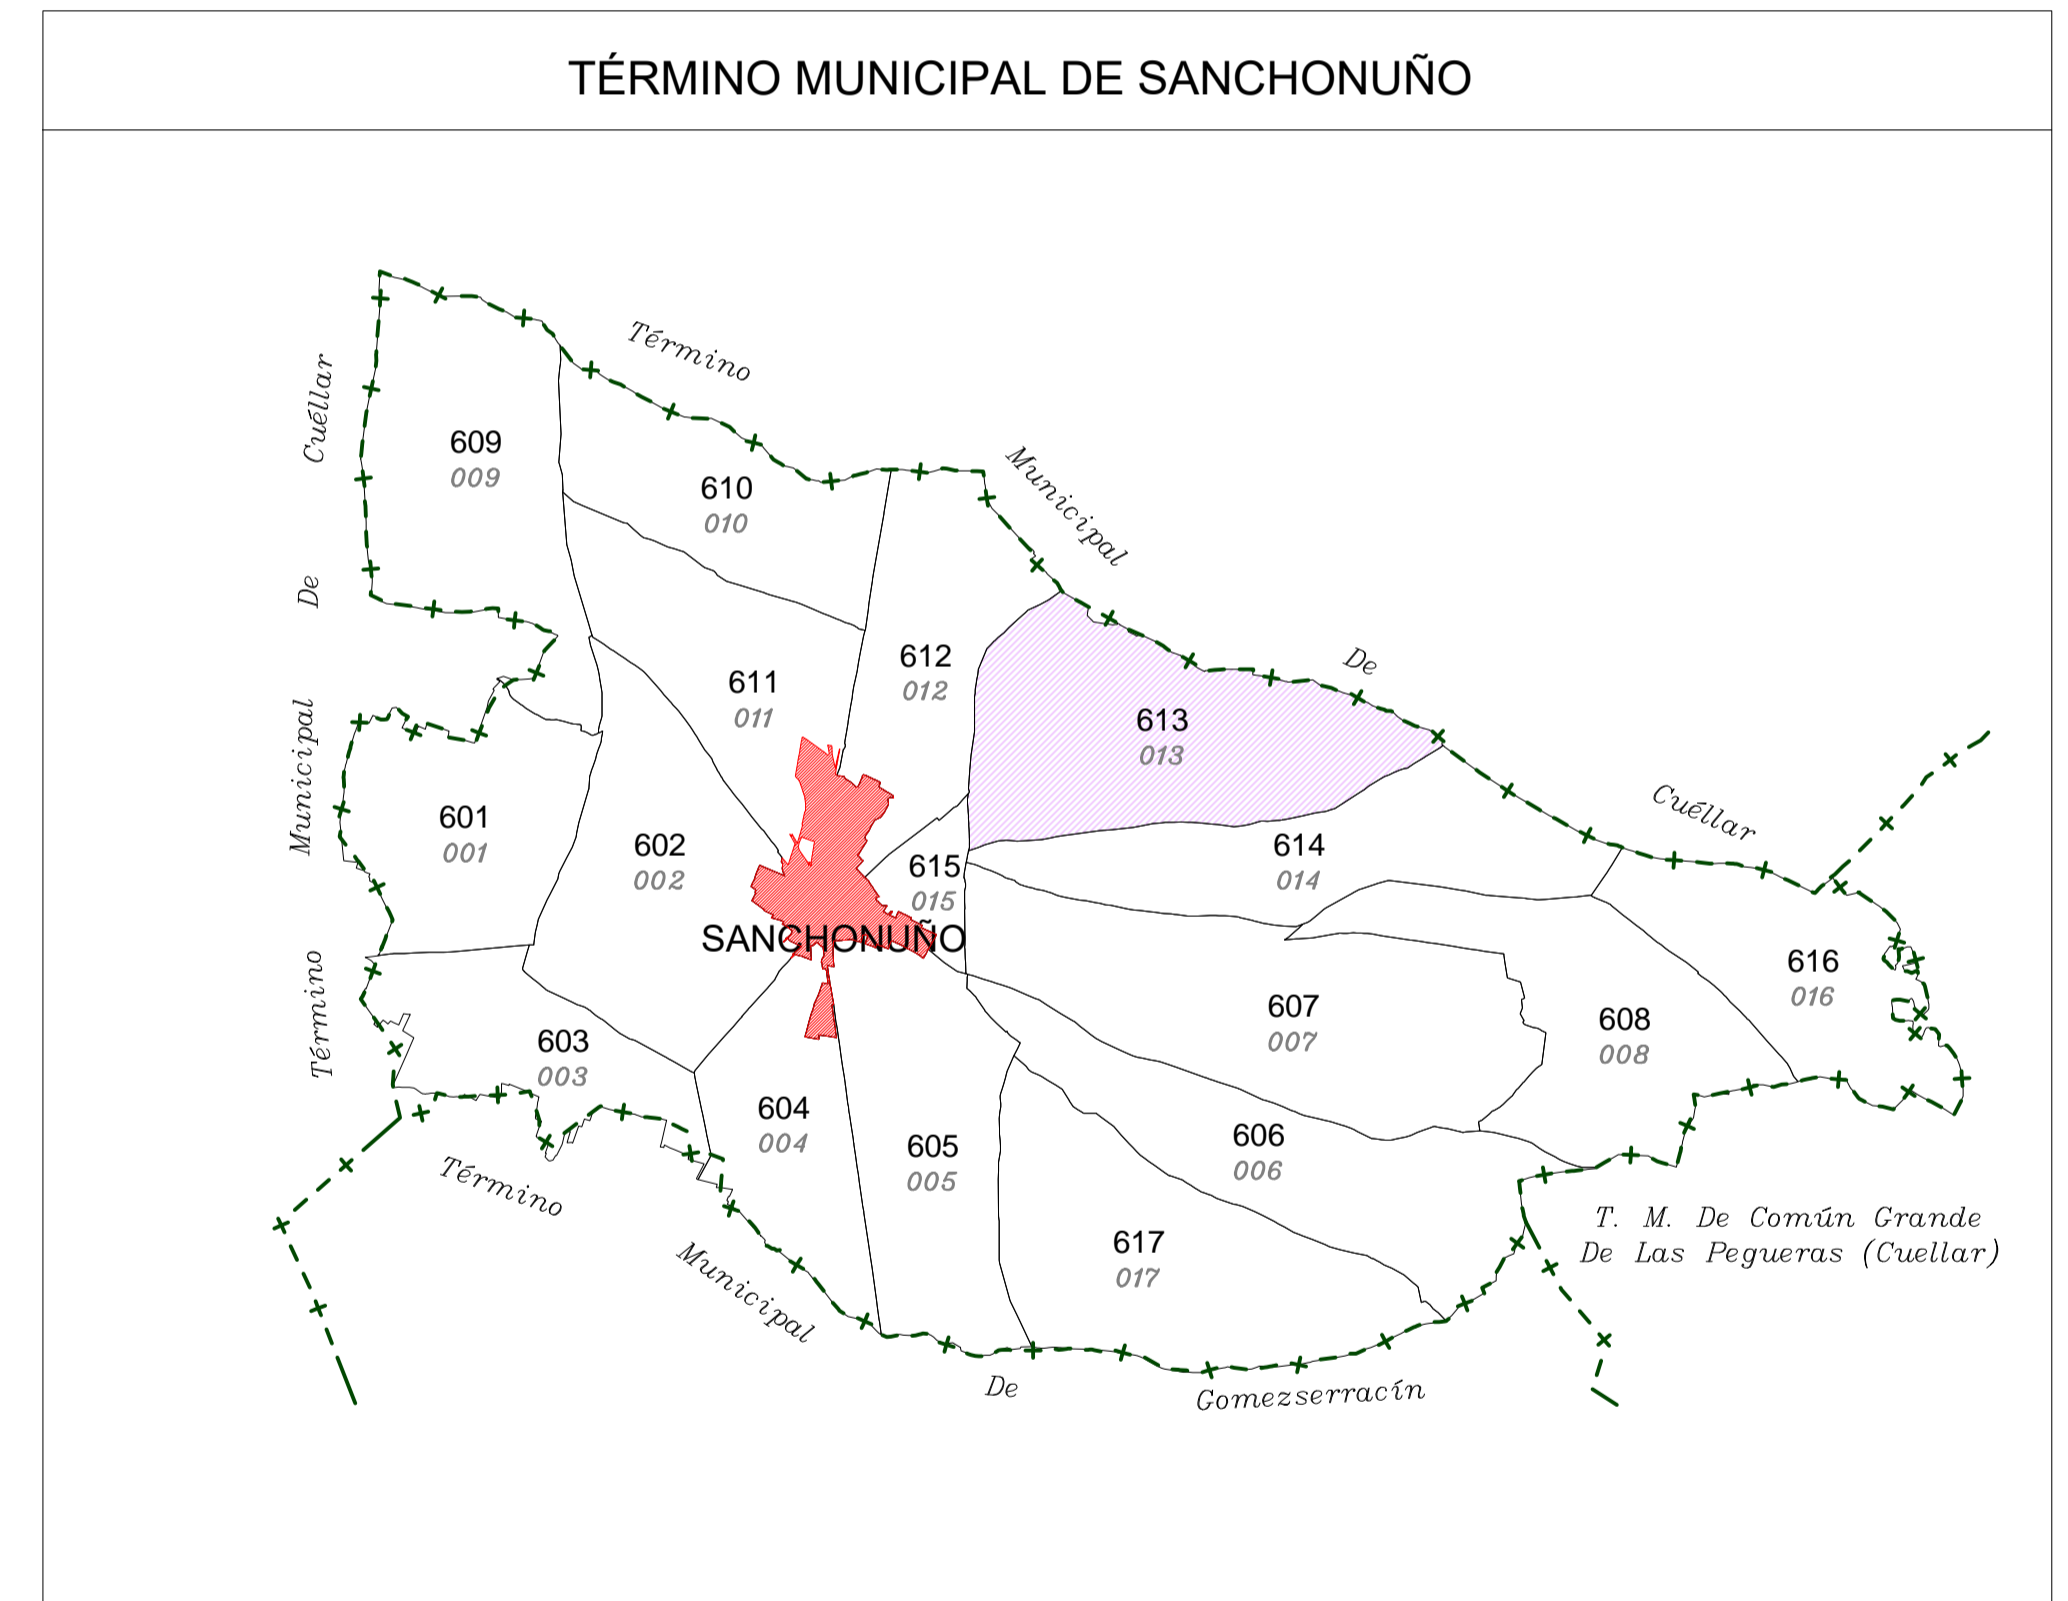 TÉRMINO MUNICIPAL DE SANCHONUÑO
Término
Municipal
De
Cuéllar
Término
Municipal
De
Cuéllar
609
009
610
010
611
011
612
012
613
013
601
001
602
002
614
014
615
015
SANCHONUÑO
616
016
607
007
608
008
603
003
604
004
605
005
606
006
617
017
Término
Municipal
De
Gomezserracín
T. M. De Común Grande
De Las Pegueras (Cuellar)